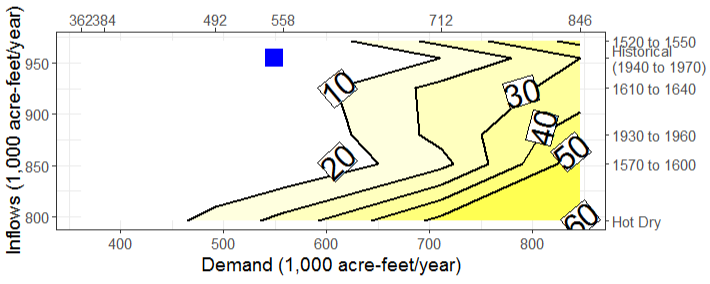 362384 492 558 712 846
Inflows (1,000 acre-feet/year)
950
900
850
800
10
20
30
40
50
60
1520 to 1550
Historical
(1940 to 1970)
1610 to 1640
1930 to 1960
1570 to 1600
Hot Dry
400 500 600 700 800
Demand (1,000 acre-feet/year)